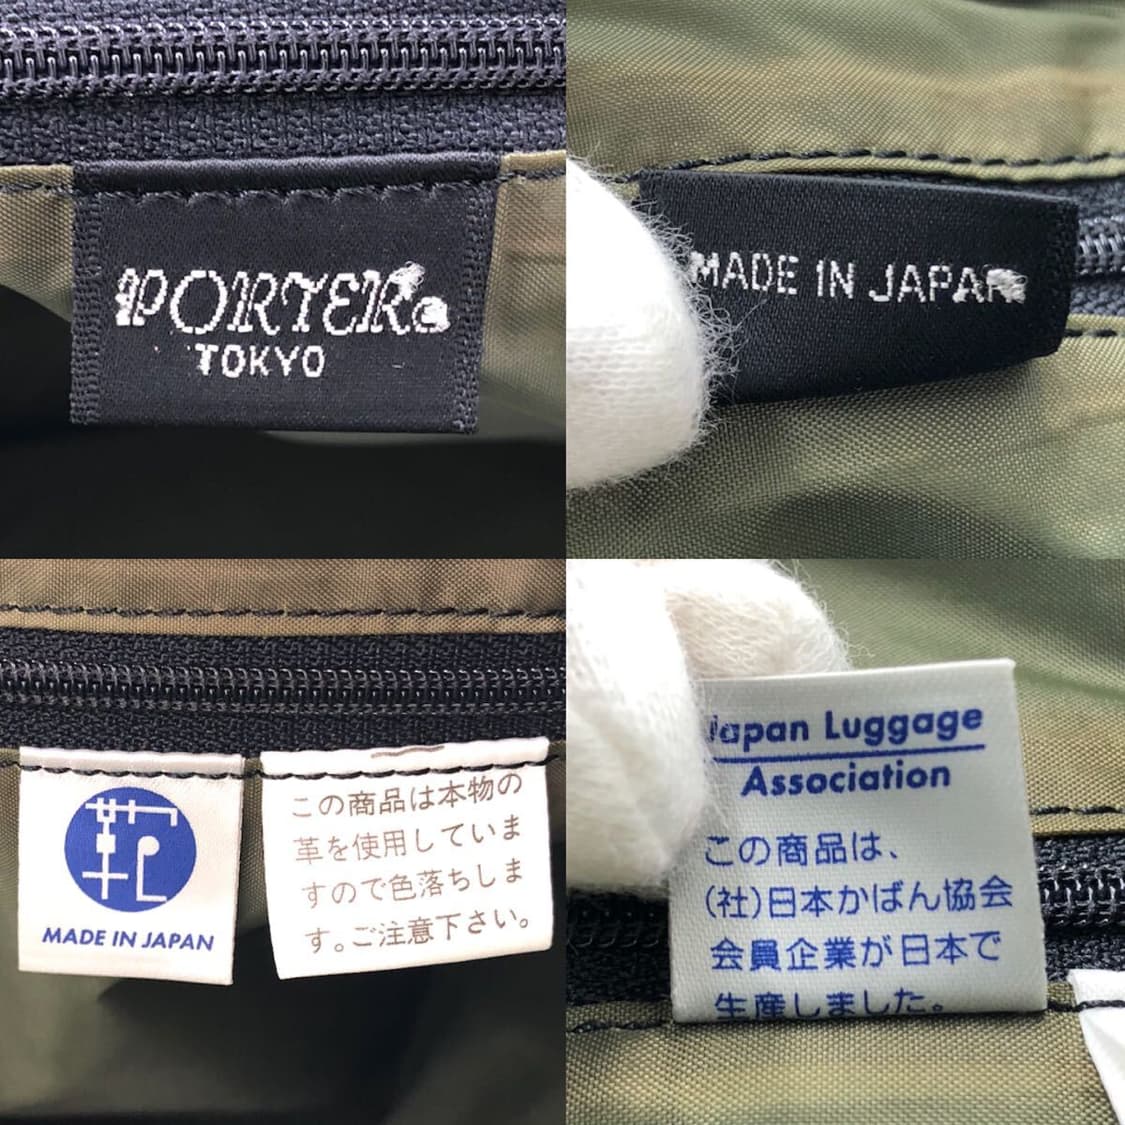 PORTER
TOKYO
MADE IN JAPAN
MADE IN JAPAN
この商品は本物の
革を使用していま
すので色落ちしま
す。ご注意下さい。
Japan Luggage
Association
この商品は、
(社)日本かばん協会
会員企業が日本で
生産しました。